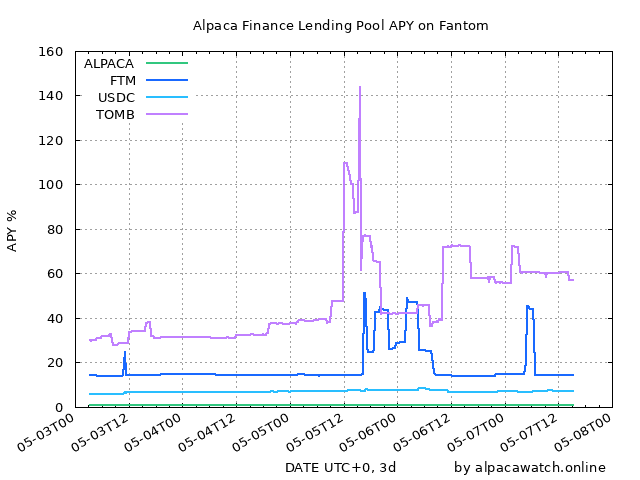 Alpaca Finance Lending Pool APY on Fantom
160
140
120
100
80
60
40
20
0
APY %
ALPACA
FTM
USDC
TOMB
05-03T00
05-03T12
05-04T00
05-04T12
05-05T00
05-05T12
05-06T00
05-06T12
05-07T00
05-07T12
05-08T00
DATE UTC+0, 3d
by alpacawatch.online